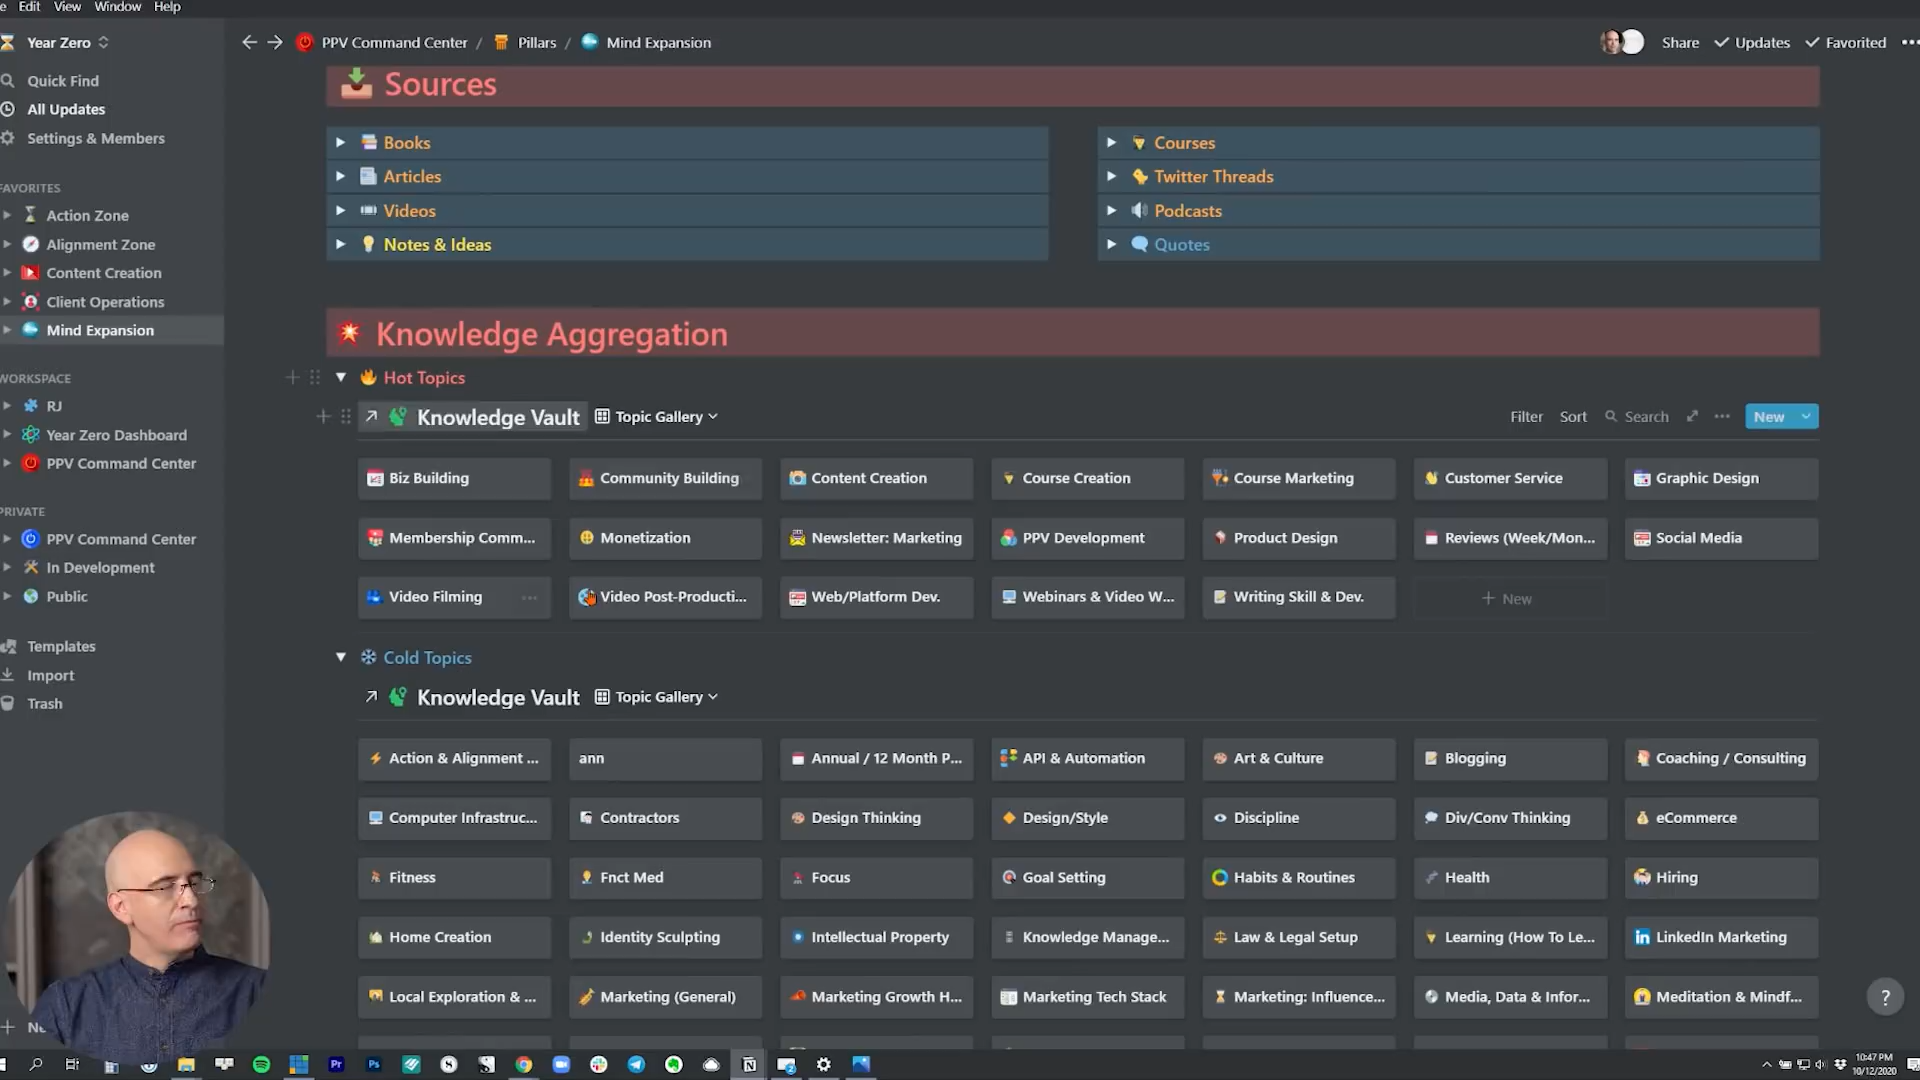 Edit View Window Help
Year Zero
PPV Command Center / Pillars / Mind Expansion
Share Updates Favorited
Quick Find
All Updates
Settings & Members
FAVORITES
Action Zone
Alignment Zone
Content Creation
Client Operations
Mind Expansion
WORKSPACE
RJ
Year Zero Dashboard
PPV Command Center
PRIVATE
PPV Command Center
In Development
Public
Templates
Import
Trash
Sources
Books
Articles
Videos
Notes & Ideas
Courses
Twitter Threads
Podcasts
Quotes
Knowledge Aggregation
Hot Topics
Knowledge Vault Topic Gallery
Filter Sort Search New
Biz Building Community Building Content Creation Course Creation Course Marketing Customer Service Graphic Design
Membership Comm... Monetization Newsletter: Marketing PPV Development Product Design Reviews (Week/Mon... Social Media
Video Filming Video Post-Producti... Web/Platform Dev. Webinars & Video W... Writing Skill & Dev. + New
Cold Topics
Knowledge Vault Topic Gallery
Action & Alignment ... ann Annual / 12 Month P... API & Automation Art & Culture Blogging Coaching / Consulting
Computer Infrastruc... Contractors Design Thinking Design/Style Discipline Div/Conv Thinking eCommerce
Fitness Fnct Med Focus Goal Setting Habits & Routines Health Hiring
Home Creation Identity Sculpting Intellectual Property Knowledge Manage... Law & Legal Setup Learning (How To Le... LinkedIn Marketing
Local Exploration & ... Marketing (General) Marketing Growth H... Marketing Tech Stack Marketing: Influence... Media, Data & Infor... Meditation & Mindf...
?
Pr Ps
10:47 PM
10/12/2020